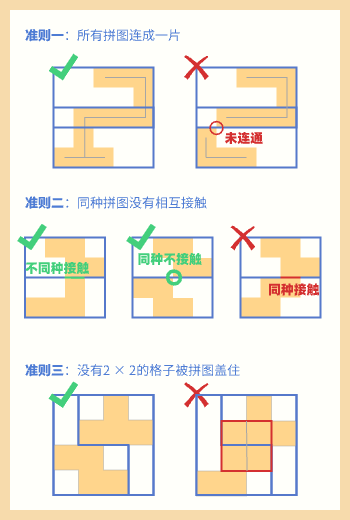 准则一：所有拼图连成一片
未连通
准则二：同种拼图没有相互接触
不同种接触
同种不接触
同种接触
准则三：没有2 × 2的格子被拼图盖住